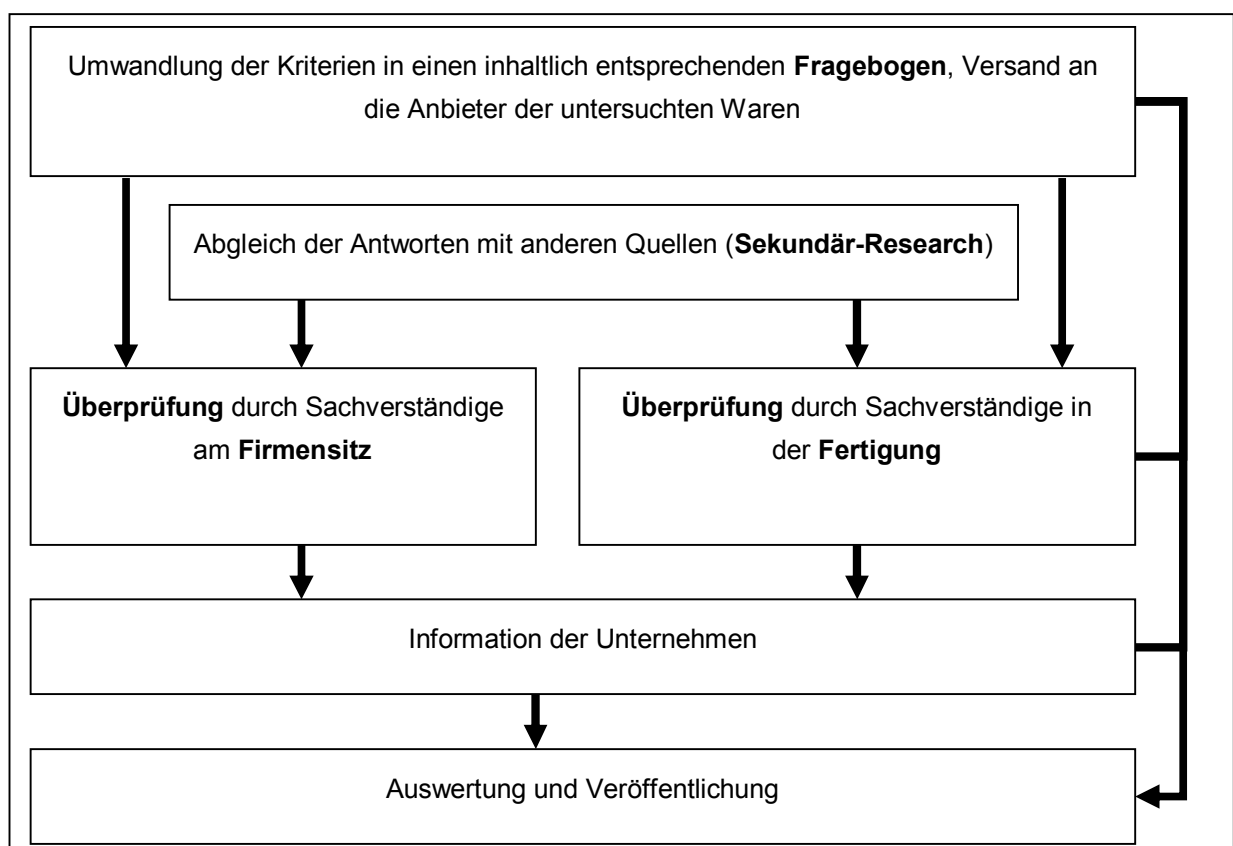 Umwandlung der Kriterien in einen inhaltlich entsprechenden Fragebogen, Versand an
die Anbieter der untersuchten Waren
Abgleich der Antworten mit anderen Quellen (Sekundär-Research)
Überprüfung durch Sachverständige
am Firmensitz
Überprüfung durch Sachverständige in
der Fertigung
Information der Unternehmen
Auswertung und Veröffentlichung